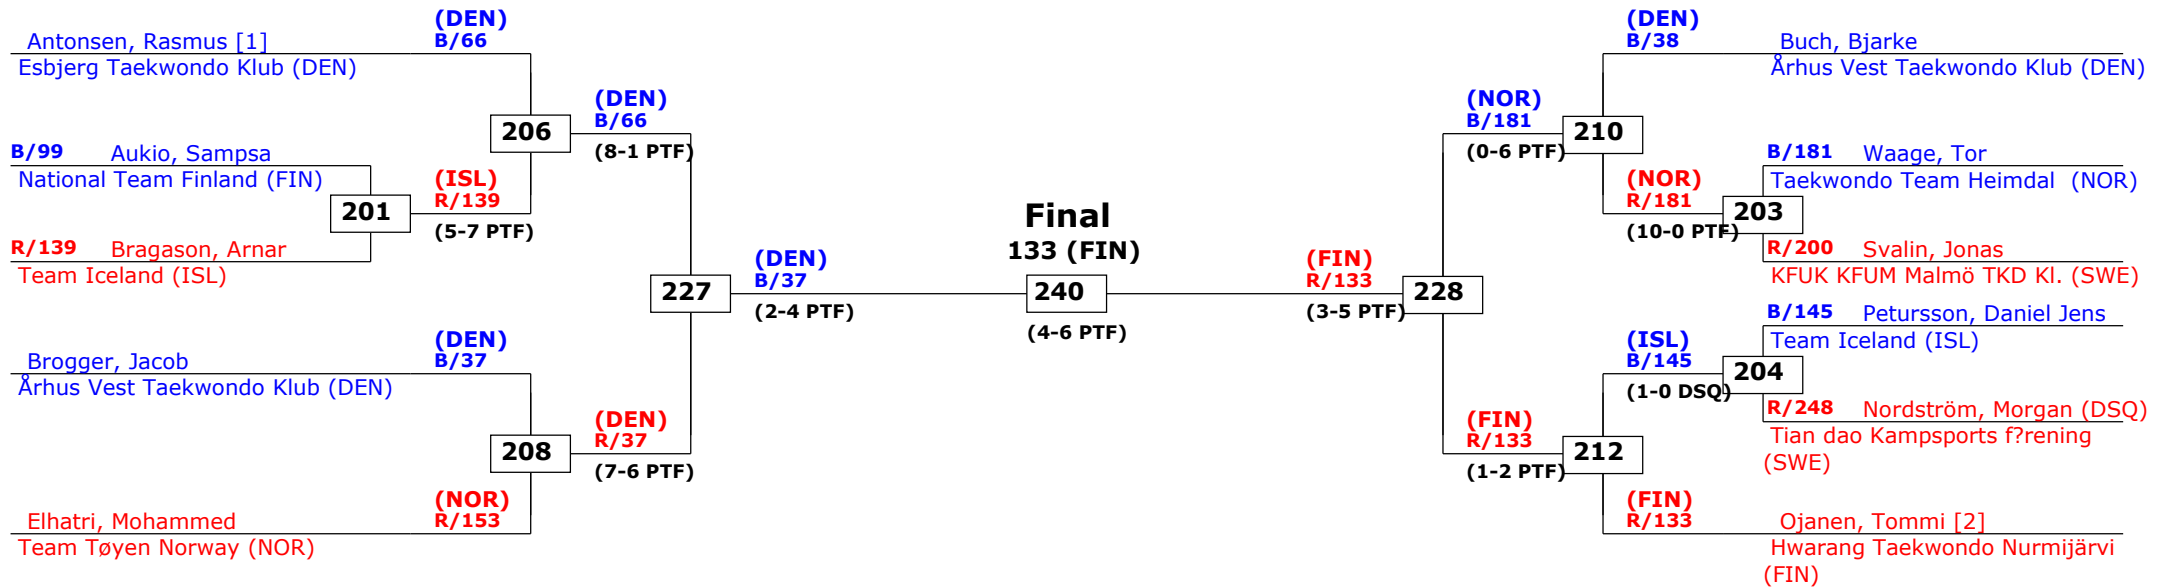 (DEN)
Antonsen, Rasmus [1]
B/66
Esbjerg Taekwondo Klub (DEN)
206
(DEN)
B/66
(8-1 PTF)
B/99 Aukio, Sampsa
National Team Finland (FIN)
201
(ISL)
R/139
(5-7 PTF)
R/139 Bragason, Arnar
Team Iceland (ISL)
227
(DEN)
B/37
(2-4 PTF)
(DEN)
Brogger, Jacob
B/37
Århus Vest Taekwondo Klub (DEN)
208
(DEN)
R/37
(7-6 PTF)
(NOR)
Elhatri, Mohammed
R/153
Team Tøyen Norway (NOR)
Final
133 (FIN)
240
(4-6 PTF)
(DEN)
B/38
Buch, Bjarke
Århus Vest Taekwondo Klub (DEN)
(NOR)
B/181
210
(0-6 PTF)
B/181 Waage, Tor
Taekwondo Team Heimdal (NOR)
(NOR)
R/181
203
(10-0 PTF)
R/200 Svalin, Jonas
KFUK KFUM Malmö TKD Kl. (SWE)
(FIN)
R/133
228
(3-5 PTF)
B/145 Petursson, Daniel Jens
Team Iceland (ISL)
(ISL)
B/145
204
(1-0 DSQ)
R/248 Nordström, Morgan (DSQ)
Tian dao Kampsports f?rening
(SWE)
(FIN)
R/133
212
(1-2 PTF)
(FIN)
R/133
Ojanen, Tommi [2]
Hwarang Taekwondo Nurmijärvi
(FIN)